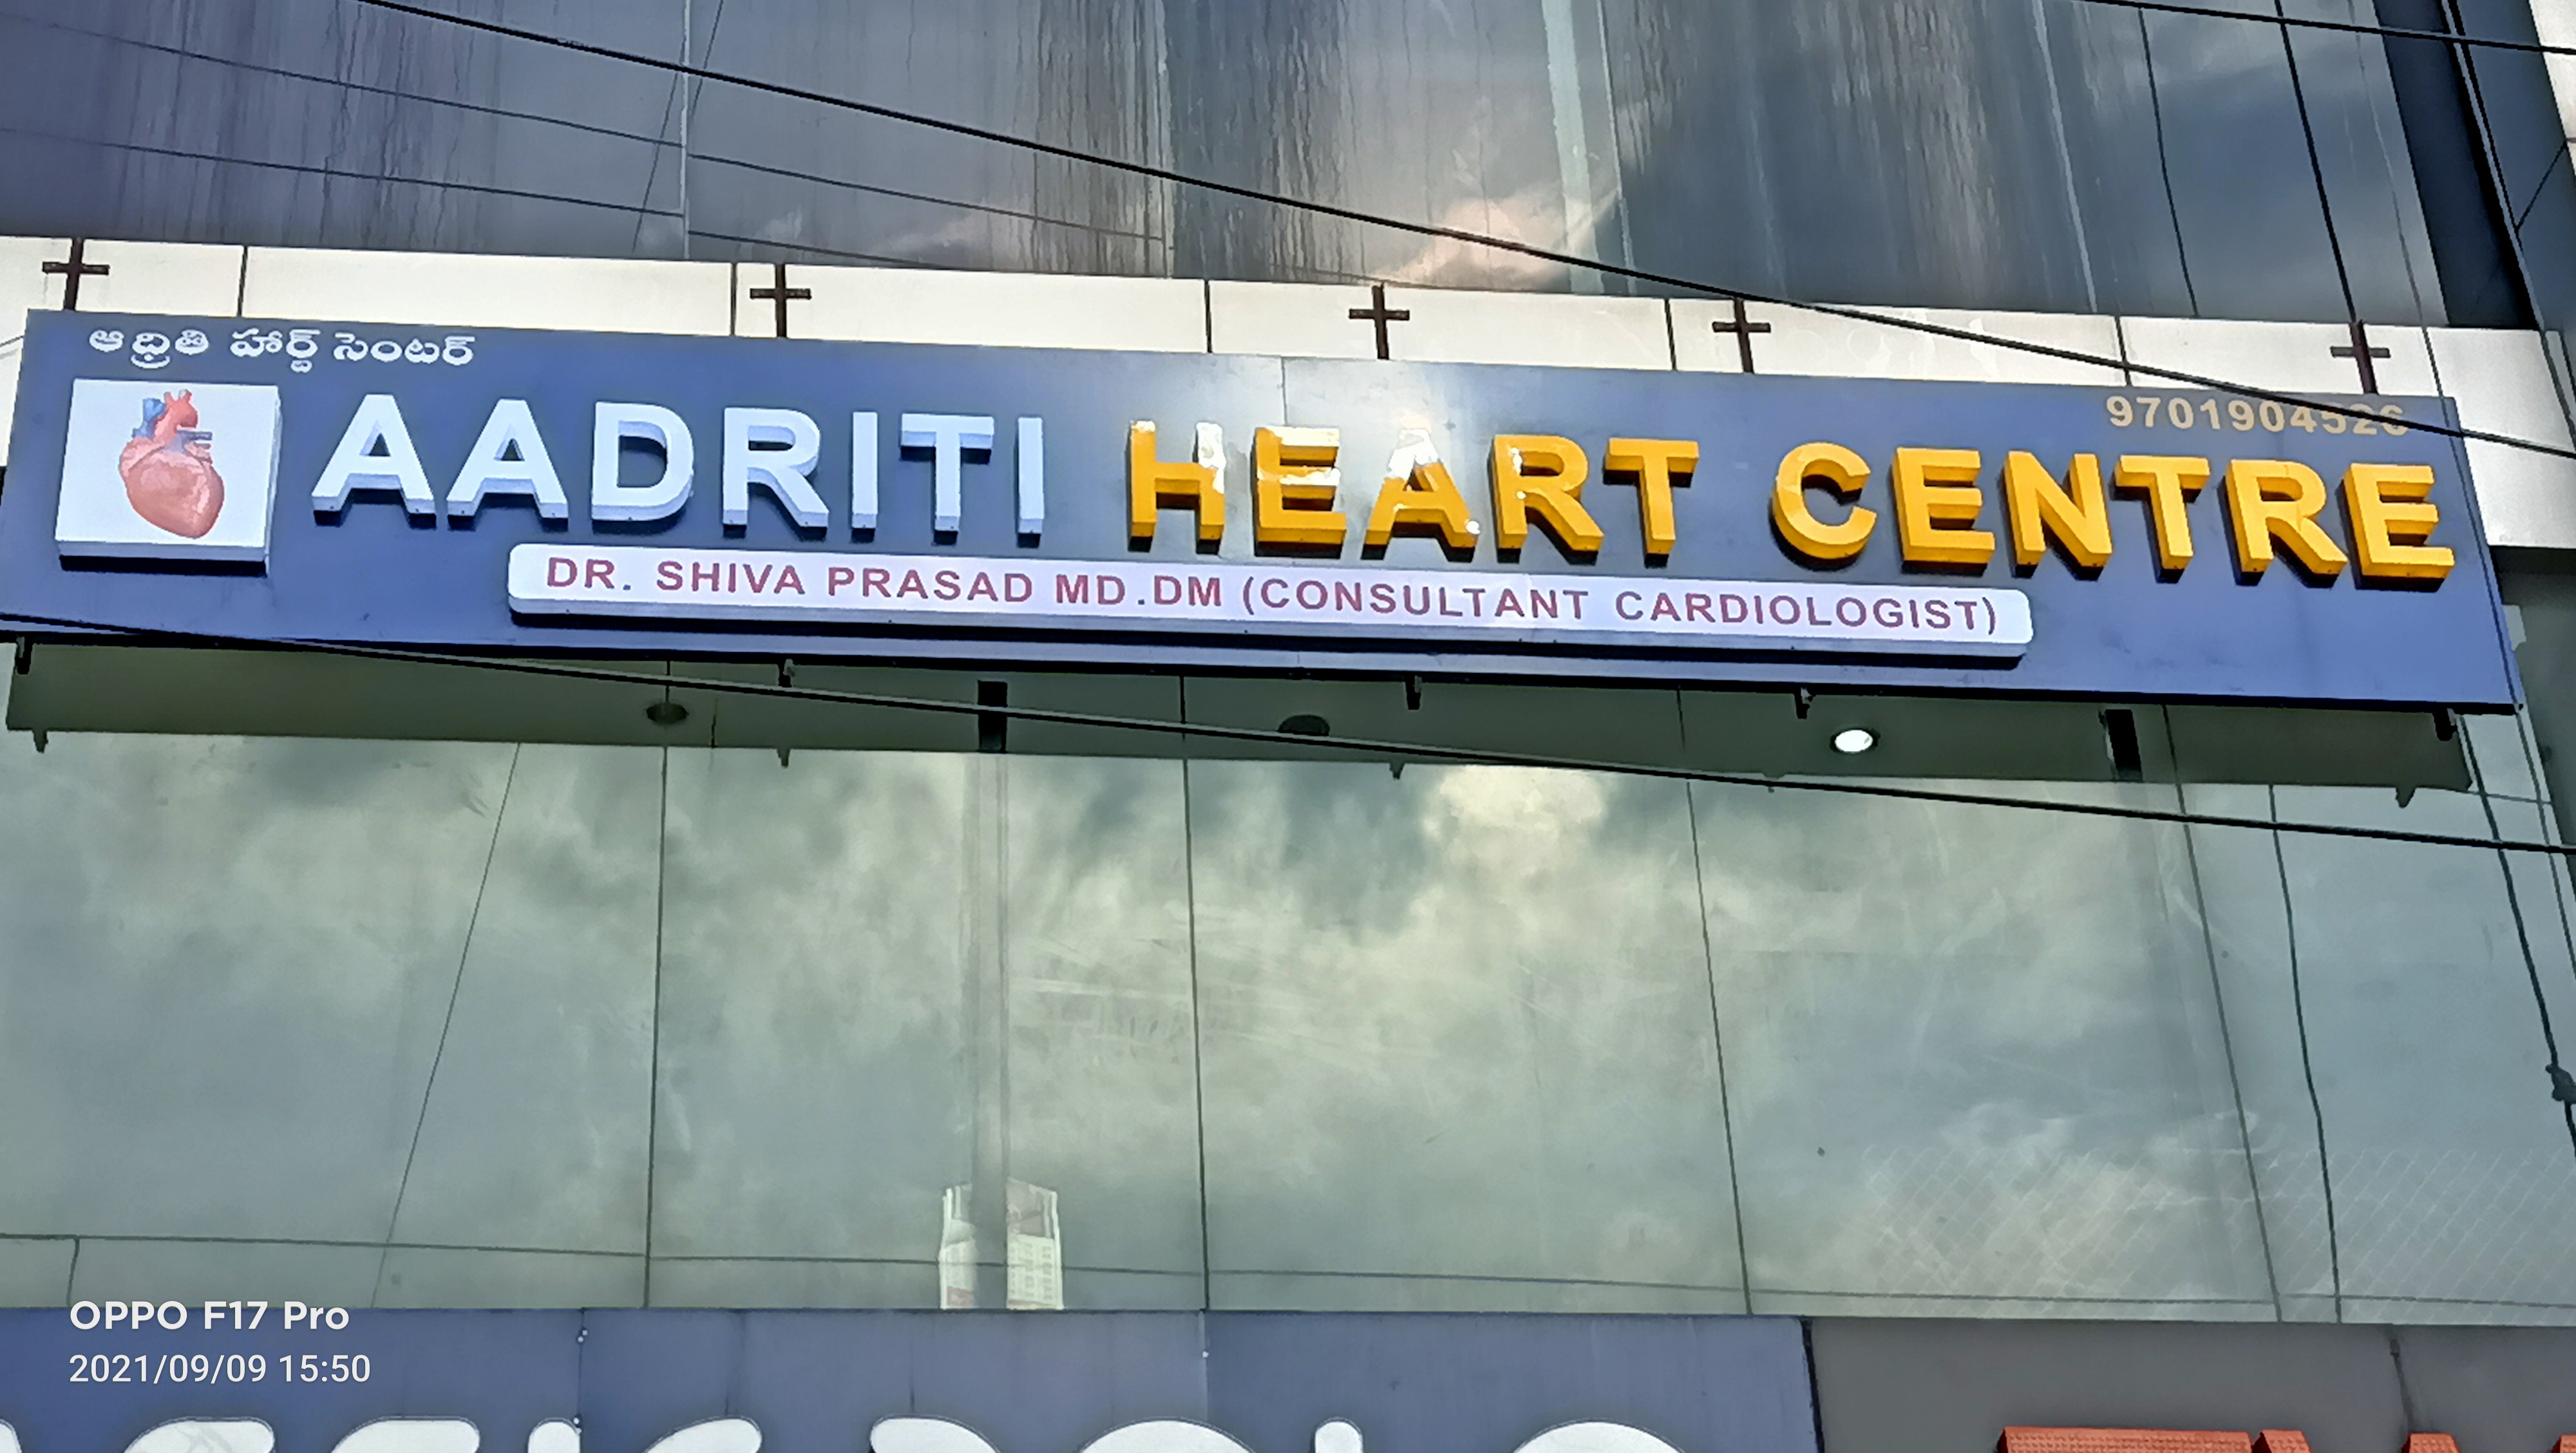 ఆద్రితి హార్ట్ సెంటర్
9701904526
AADRITI HEART CENTRE
DR. SHIVA PRASAD MD.DM (CONSULTANT CARDIOLOGIST)
OPPO F17 Pro
2021/09/09 15:50